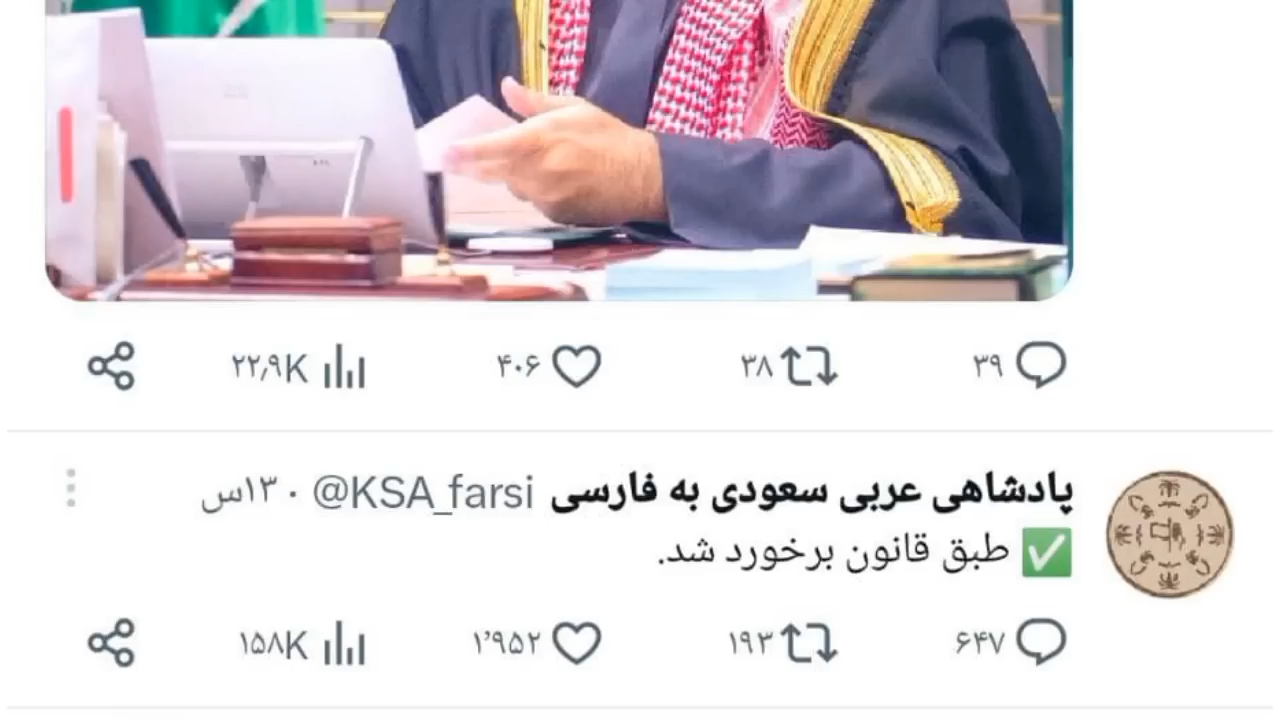 ۳۹ ۳۸ ۴۰۶ ۲۲٫۹K
پادشاهی عربی سعودی به فارسی @KSA_farsi · ۱۳س
✅ طبق قانون برخورد شد.
۶۴۷ ۱۹۳ ۱٬۹۵۲ ۱۵۸K